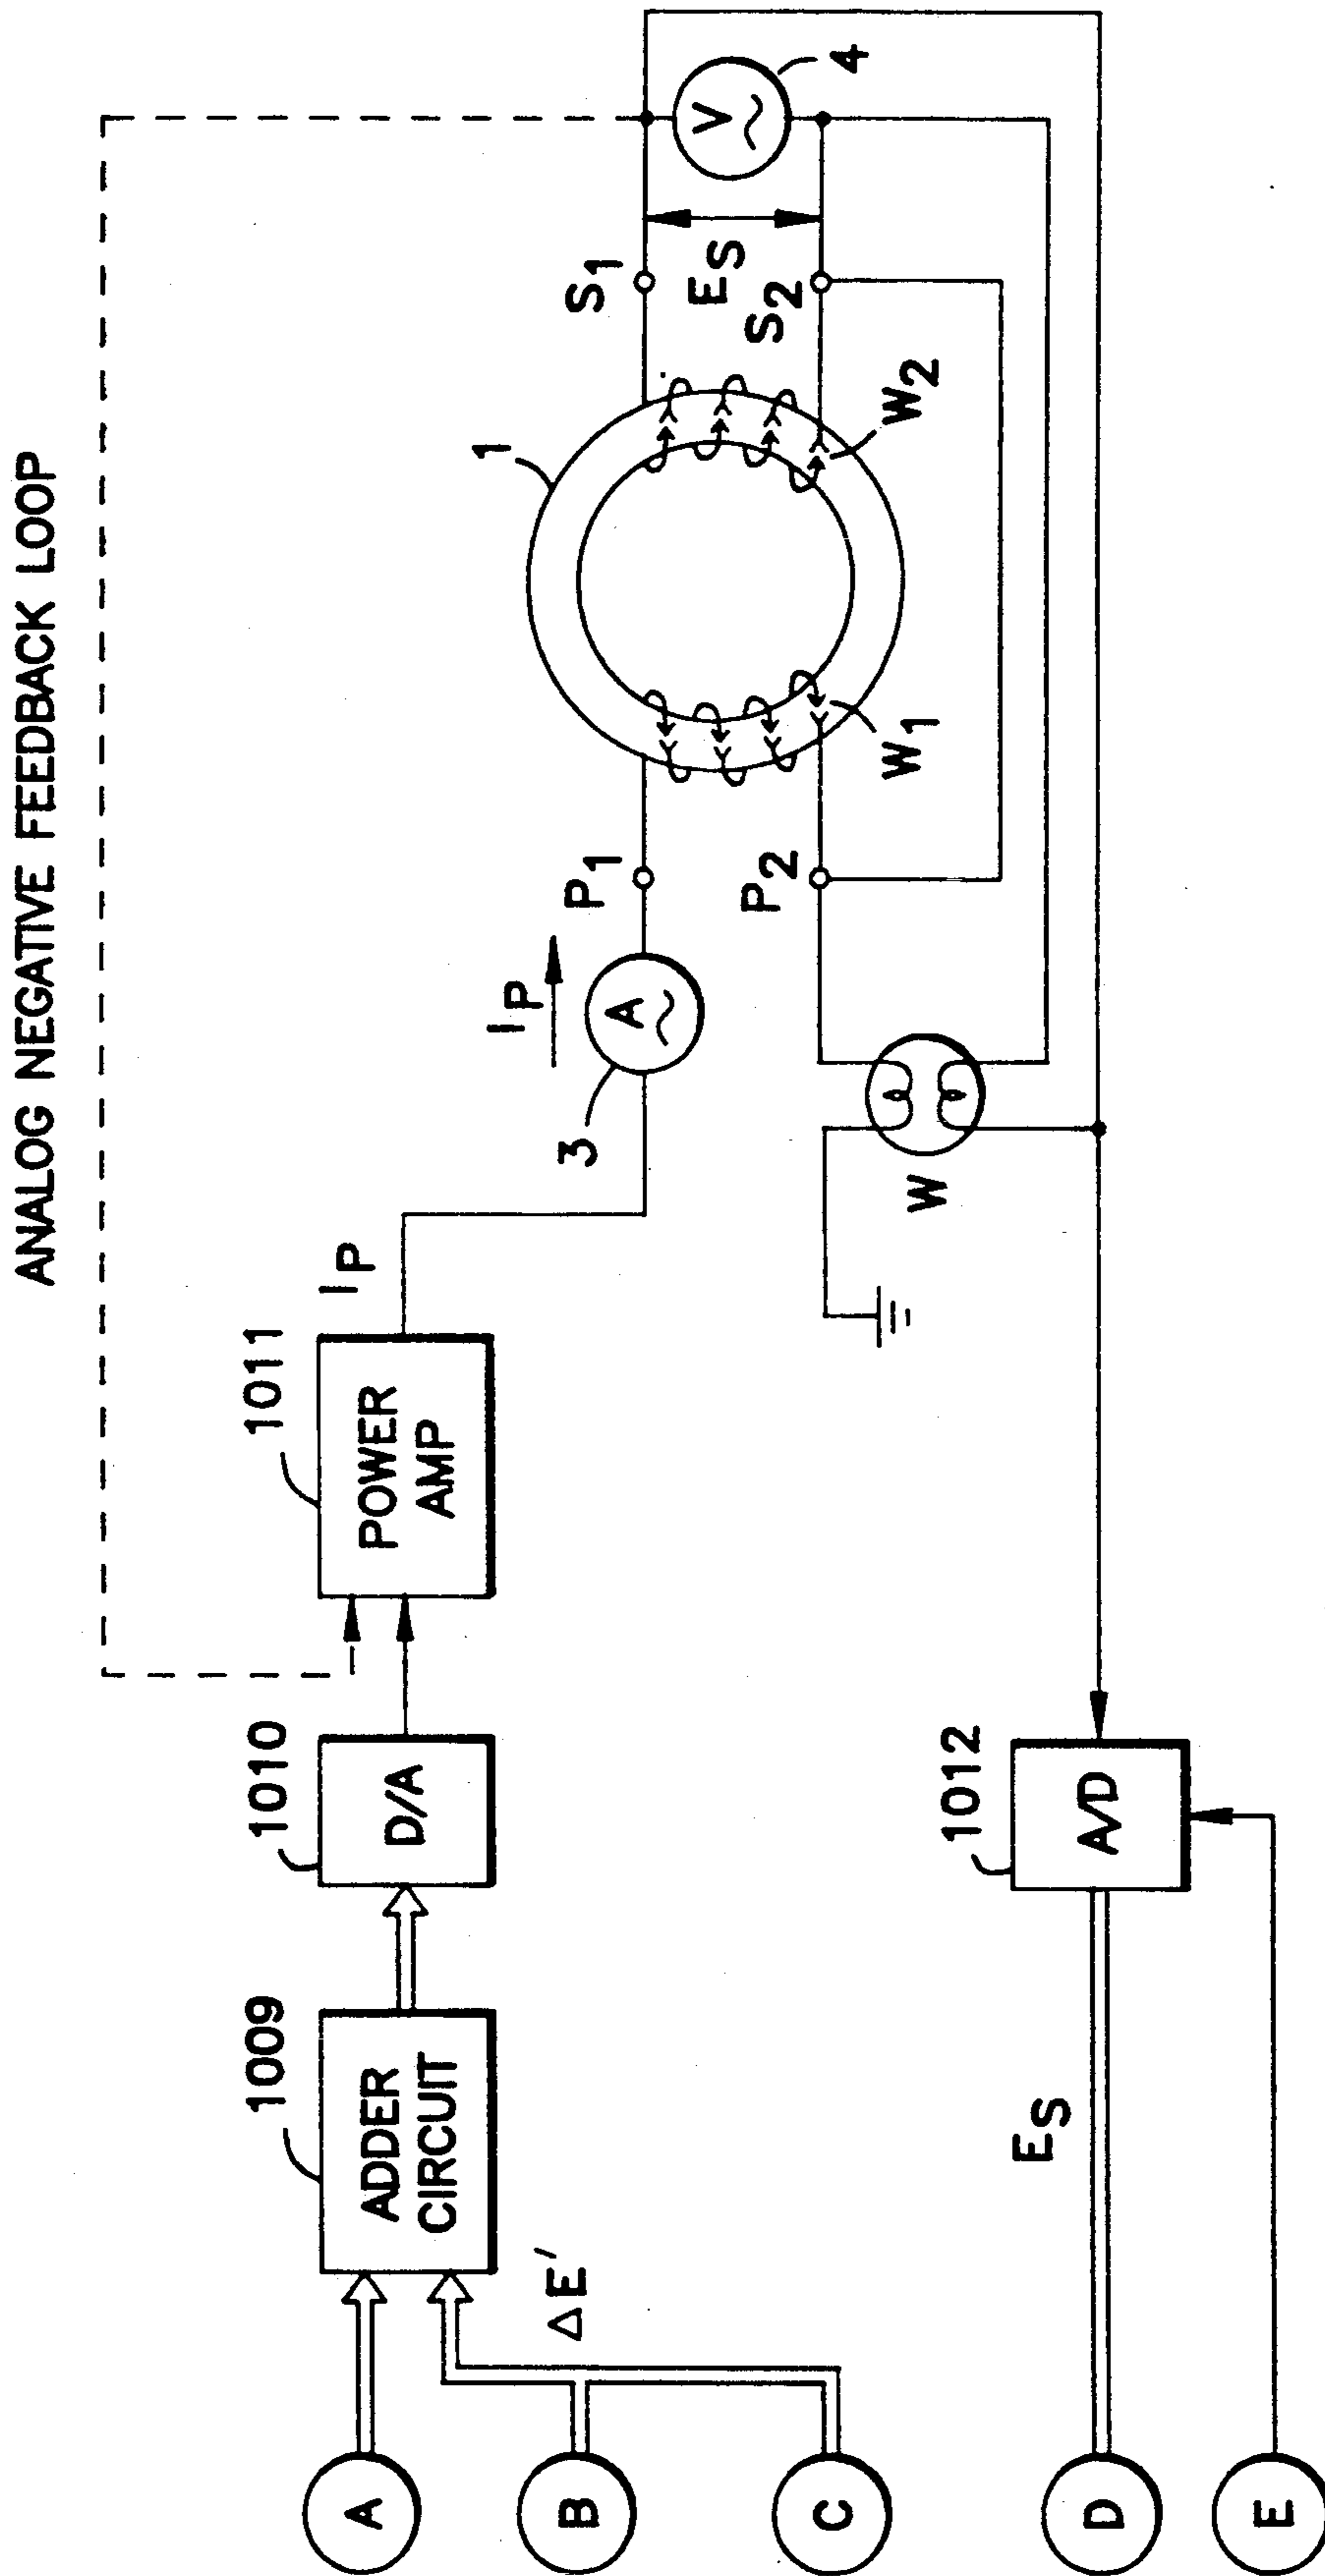 ANALOG NEGATIVE FEEDBACK LOOP
1009
ADDER
CIRCUIT
1010
D/A
1011
POWER
AMP
IP
IP
3
A
P1
P2
1
W1
W2
S1
ES
S2
V
4
W
A
B
C
ΔE'
D
E
ES
1012
A/D